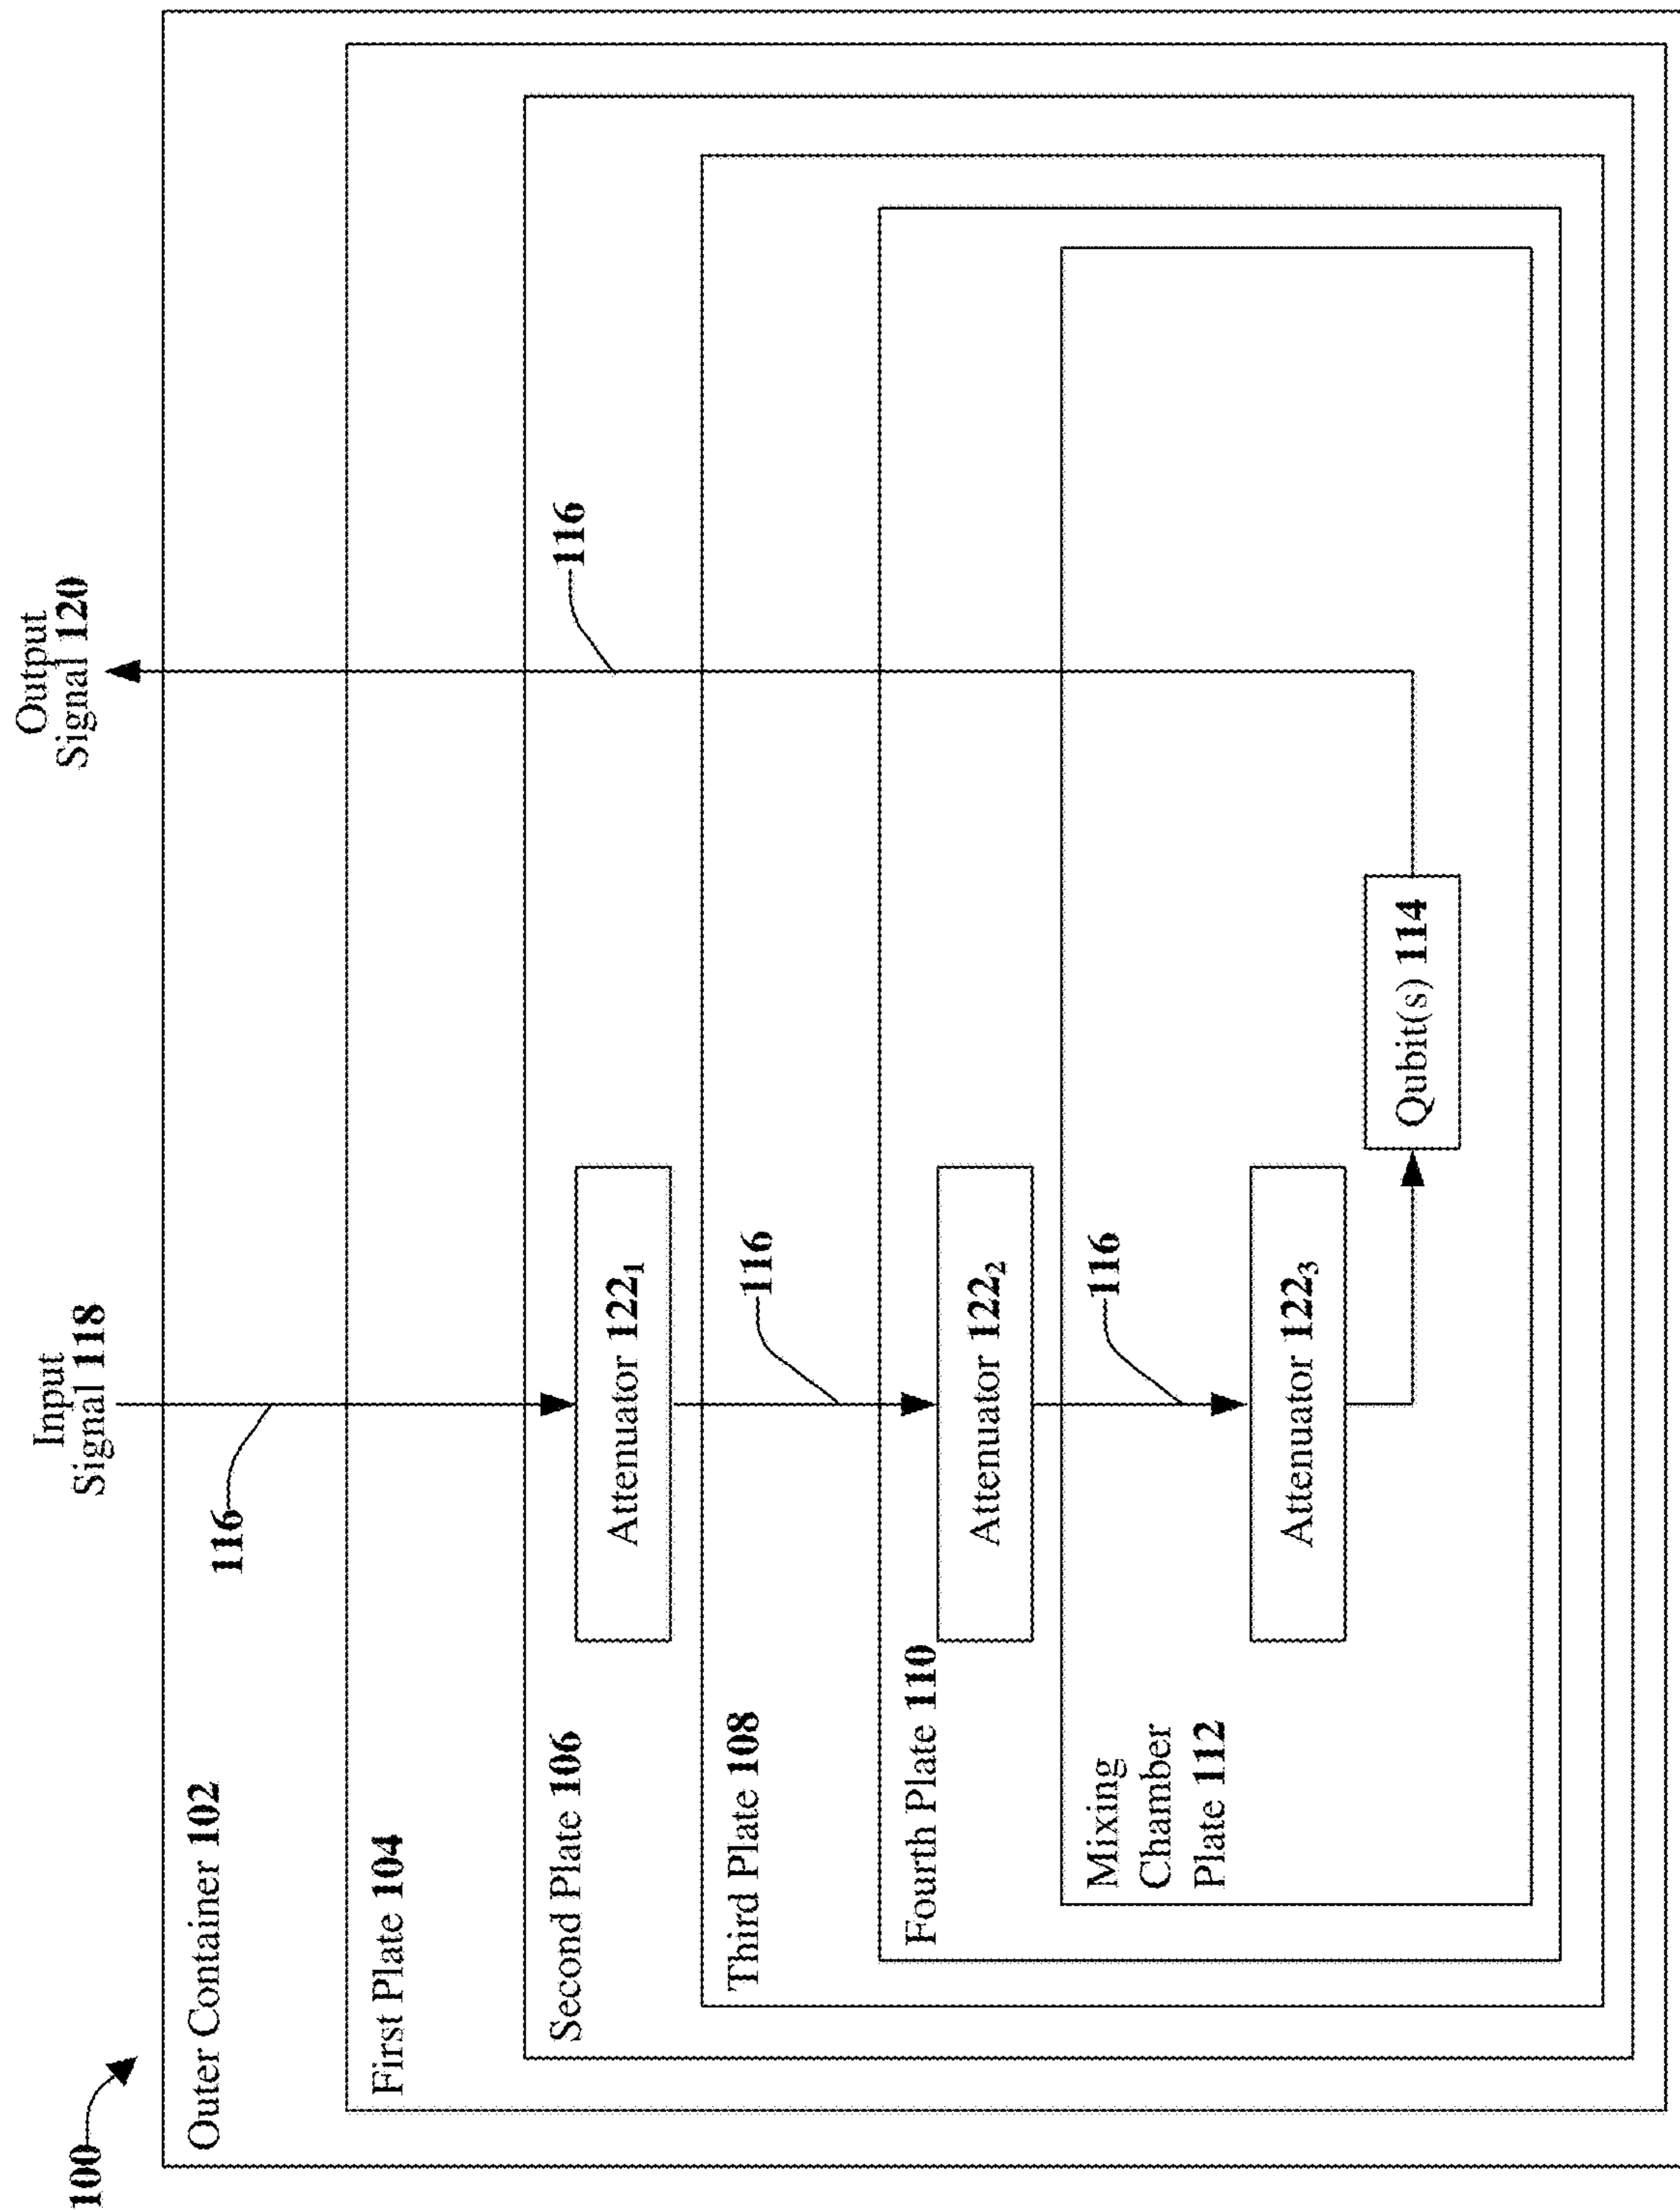 100
Input
Signal 118
Output
Signal 120
Outer Container 102
116
First Plate 104
Second Plate 106
116
Attenuator 122₁
Third Plate 108
116
Fourth Plate 110
Attenuator 122₂
Mixing
Chamber
Plate 112
116
Attenuator 122₃
Qubit(s) 114